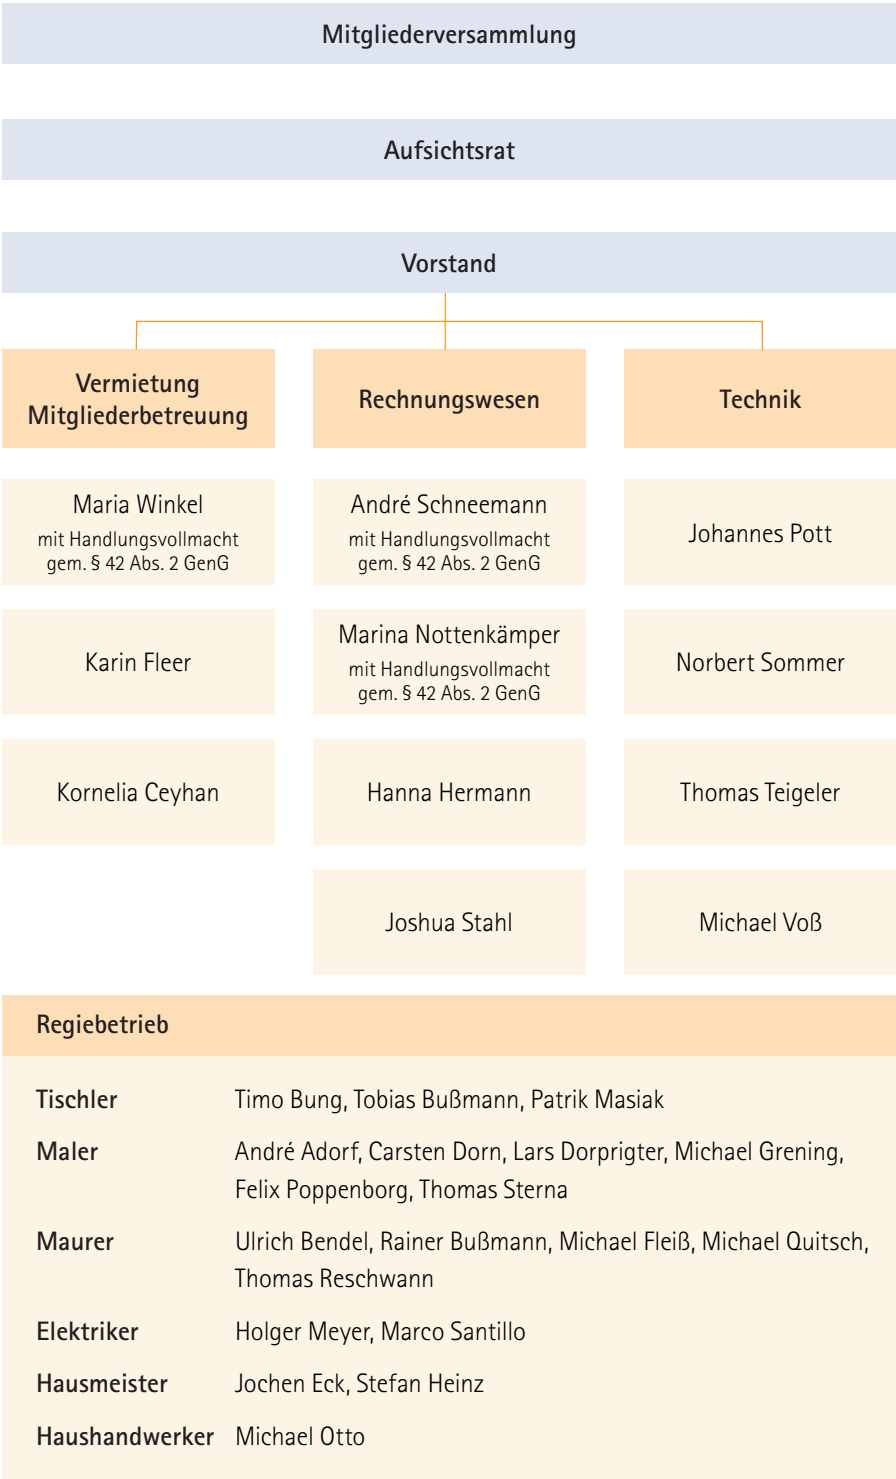 Mitgliederversammlung
Aufsichtsrat
Vorstand
Vermietung
Mitgliederbetreuung
Rechnungswesen
Technik
Maria Winkel
mit Handlungsvollmacht
gem. § 42 Abs. 2 GenG
André Schneemann
mit Handlungsvollmacht
gem. § 42 Abs. 2 GenG
Johannes Pott
Karin Fleer
Marina Nottenkämper
mit Handlungsvollmacht
gem. § 42 Abs. 2 GenG
Norbert Sommer
Kornelia Ceyhan
Hanna Hermann
Thomas Teigeler
Joshua Stahl
Michael Voß
Regiebetrieb
Tischler Timo Bung, Tobias Bußmann, Patrik Masiak
Maler André Adorf, Carsten Dorn, Lars Dorprigter, Michael Grening,
Felix Poppenborg, Thomas Sterna
Maurer Ulrich Bendel, Rainer Bußmann, Michael Fleiß, Michael Quitsch,
Thomas Reschwann
Elektriker Holger Meyer, Marco Santillo
Hausmeister Jochen Eck, Stefan Heinz
Haushandwerker Michael Otto